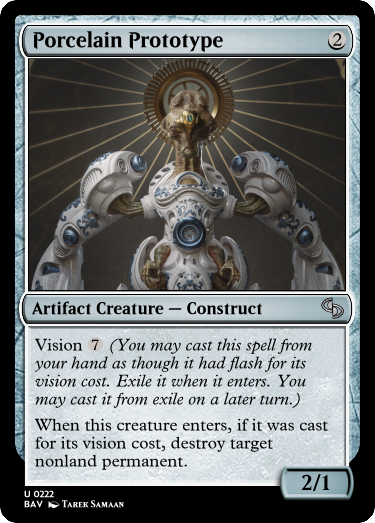 Porcelain Prototype 2
Artifact Creature — Construct
Vision 7 (You may cast this spell from
your hand as though it had flash for its
vision cost. Exile it when it enters. You
may cast it from exile on a later turn.)
When this creature enters, if it was cast
for its vision cost, destroy target
nonland permanent.
2/1
U 0222
BAV Tarek Samaan